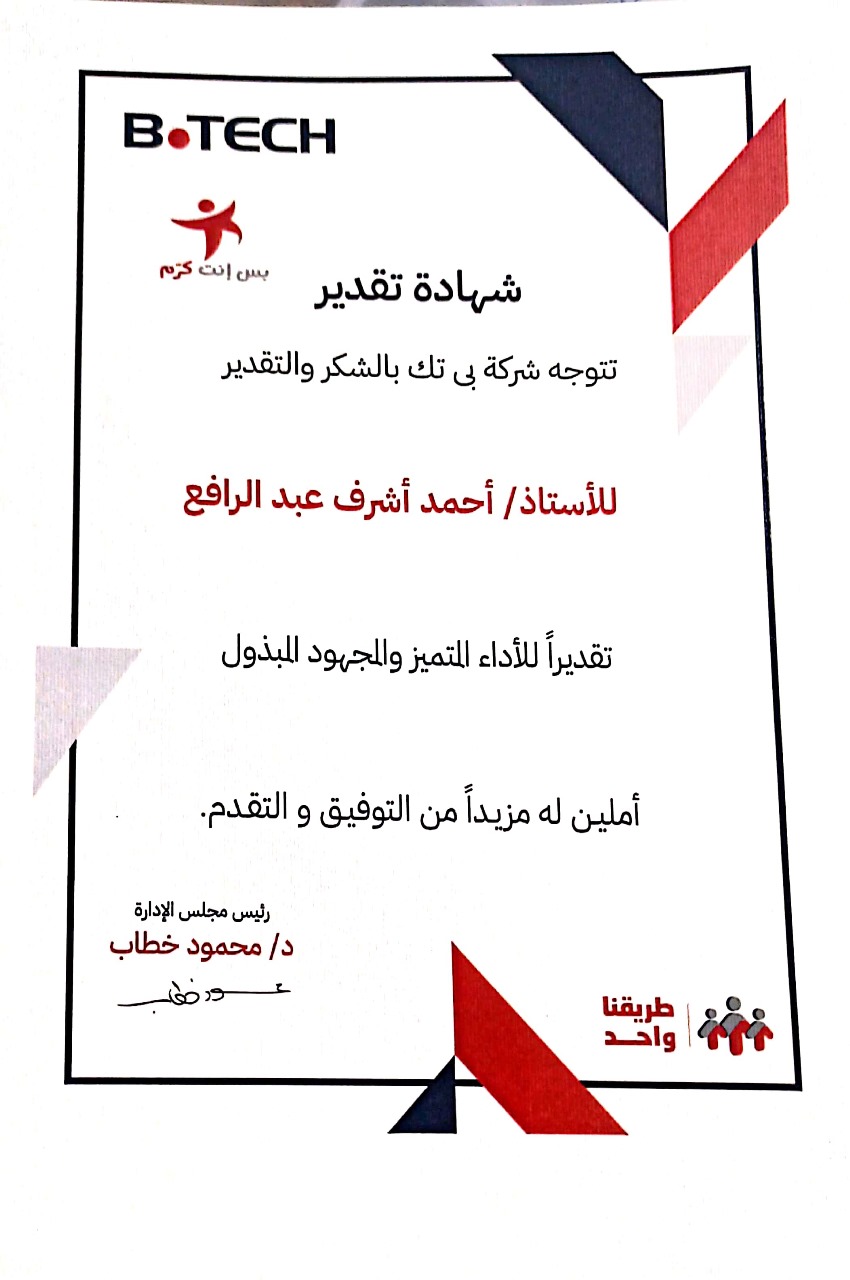 B.TECH
بس إنت كرّم
شهادة تقدير
تتوجه شركة بى تك بالشكر والتقدير
للأستاذ/ أحمد أشرف عبد الرافع
تقديراً للأداء المتميز والمجهود المبذول
أملين له مزيداً من التوفيق و التقدم.
رئيس مجلس الإدارة
د/ محمود خطاب
طريقنا
واحد